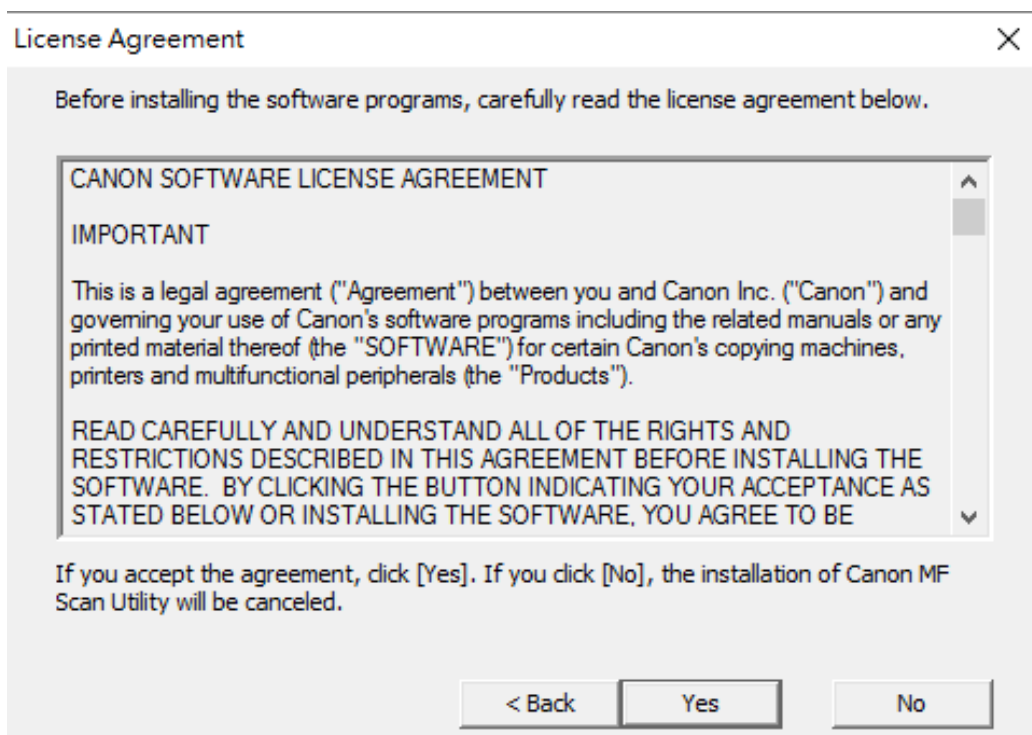 License Agreement
Before installing the software programs, carefully read the license agreement below.
CANON SOFTWARE LICENSE AGREEMENT
IMPORTANT
This is a legal agreement ("Agreement") between you and Canon Inc. ("Canon") and
governing your use of Canon's software programs including the related manuals or any
printed material thereof (the "SOFTWARE") for certain Canon's copying machines,
printers and multifunctional peripherals (the "Products").
READ CAREFULLY AND UNDERSTAND ALL OF THE RIGHTS AND
RESTRICTIONS DESCRIBED IN THIS AGREEMENT BEFORE INSTALLING THE
SOFTWARE.  BY CLICKING THE BUTTON INDICATING YOUR ACCEPTANCE AS
STATED BELOW OR INSTALLING THE SOFTWARE, YOU AGREE TO BE
If you accept the agreement, click [Yes]. If you click [No], the installation of Canon MF
Scan Utility will be canceled.
< Back
Yes
No